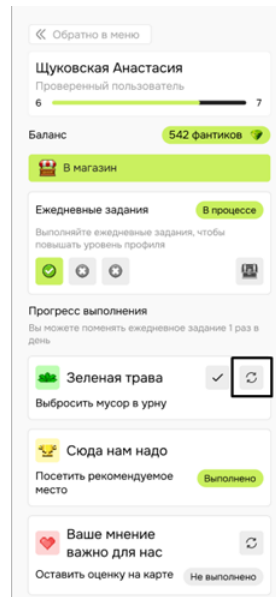 Обратно в меню
Щуковская Анастасия
Проверенный пользователь
6 7
Баланс 542 фантиков
В магазин
Ежедневные задания В процессе
Выполняйте ежедневные задания, чтобы
повышать уровень профиля
Прогресс выполнения
Вы можете поменять ежедневное задание 1 раз в
день
Зеленая трава
Выбросить мусор в урну
Сюда нам надо
Посетить рекомендуемое
место
Выполнено
Ваше мнение
важно для нас
Оставить оценку на карте Не выполнено